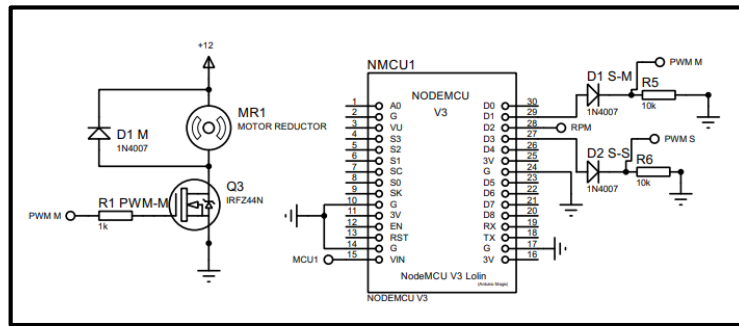 +12
MR1
MOTOR REDUCTOR
D1 M
1N4007
Q3
IRFZ44N
R1 PWM-M
PWM M
1k
NMCU1
NODEMCU
V3
1 A0
2 G
3 VU
4 S3
5 S2
6 S1
7 SC
8 S0
9 SK
10 G
11 3V
12 EN
13 RST
14 G
15 VIN
MCU1
D0 30
D1 29
D2 28
D3 27
D4 26
3V 25
G 24
D5 23
D6 22
D7 21
D8 20
RX 19
TX 18
G 17
3V 16
NodeMCU V3 Lolin
(Arduino Magix)
NODEMCU V3
RPM
D1 S-M
1N4007
PWM M
R5
10k
PWM S
D2 S-S
1N4007
R6
10k